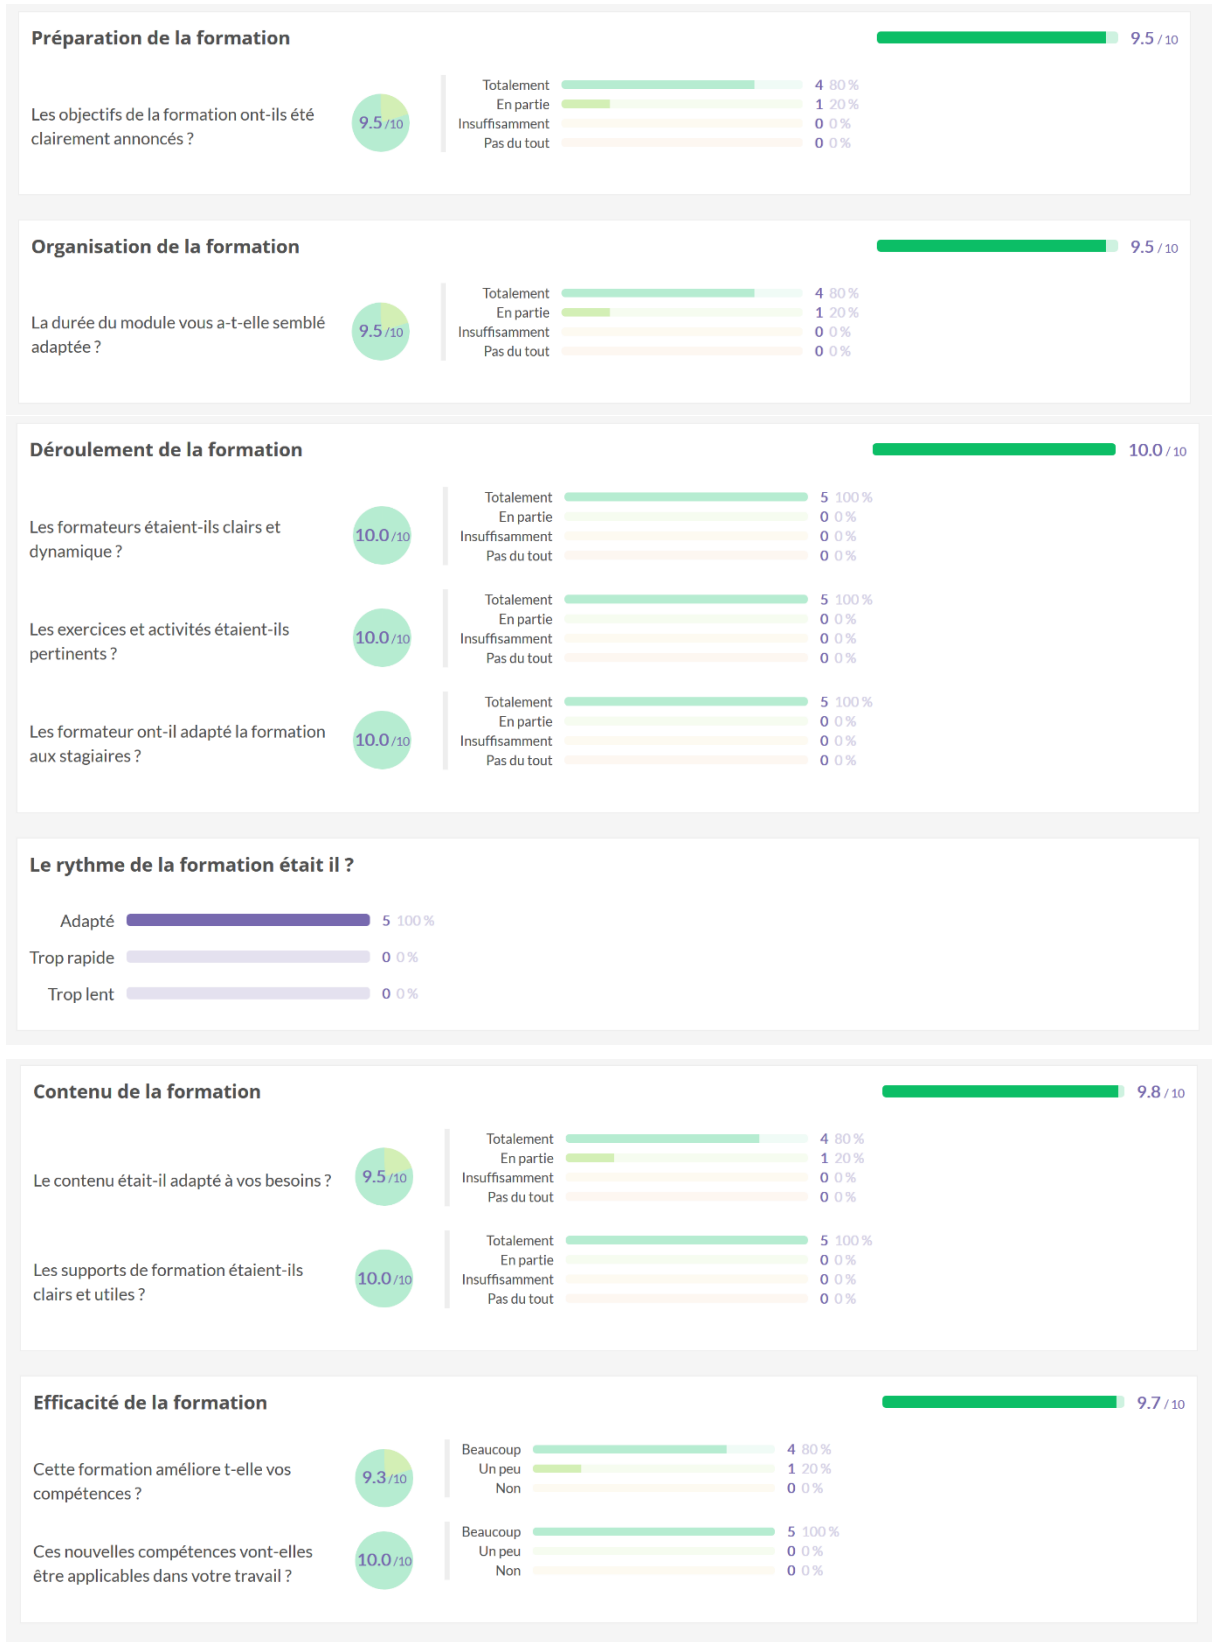 Préparation de la formation
9.5 / 10
Les objectifs de la formation ont-ils été
clairement annoncés ?
9.5 /10
Totalement 4 80 %
En partie 1 20 %
Insuffisamment 0 0 %
Pas du tout 0 0 %
Organisation de la formation
9.5 / 10
La durée du module vous a-t-elle semblé
adaptée ?
9.5 /10
Totalement 4 80 %
En partie 1 20 %
Insuffisamment 0 0 %
Pas du tout 0 0 %
Déroulement de la formation
10.0 / 10
Les formateurs étaient-ils clairs et
dynamique ?
10.0 /10
Totalement 5 100 %
En partie 0 0 %
Insuffisamment 0 0 %
Pas du tout 0 0 %
Les exercices et activités étaient-ils
pertinents ?
10.0 /10
Totalement 5 100 %
En partie 0 0 %
Insuffisamment 0 0 %
Pas du tout 0 0 %
Les formateur ont-il adapté la formation
aux stagiaires ?
10.0 /10
Totalement 5 100 %
En partie 0 0 %
Insuffisamment 0 0 %
Pas du tout 0 0 %
Le rythme de la formation était il ?
Adapté 5 100 %
Trop rapide 0 0 %
Trop lent 0 0 %
Contenu de la formation
9.8 / 10
Le contenu était-il adapté à vos besoins ?
9.5 /10
Totalement 4 80 %
En partie 1 20 %
Insuffisamment 0 0 %
Pas du tout 0 0 %
Les supports de formation étaient-ils
clairs et utiles ?
10.0 /10
Totalement 5 100 %
En partie 0 0 %
Insuffisamment 0 0 %
Pas du tout 0 0 %
Efficacité de la formation
9.7 / 10
Cette formation améliore t-elle vos
compétences ?
9.3 /10
Beaucoup 4 80 %
Un peu 1 20 %
Non 0 0 %
Ces nouvelles compétences vont-elles
être applicables dans votre travail ?
10.0 /10
Beaucoup 5 100 %
Un peu 0 0 %
Non 0 0 %